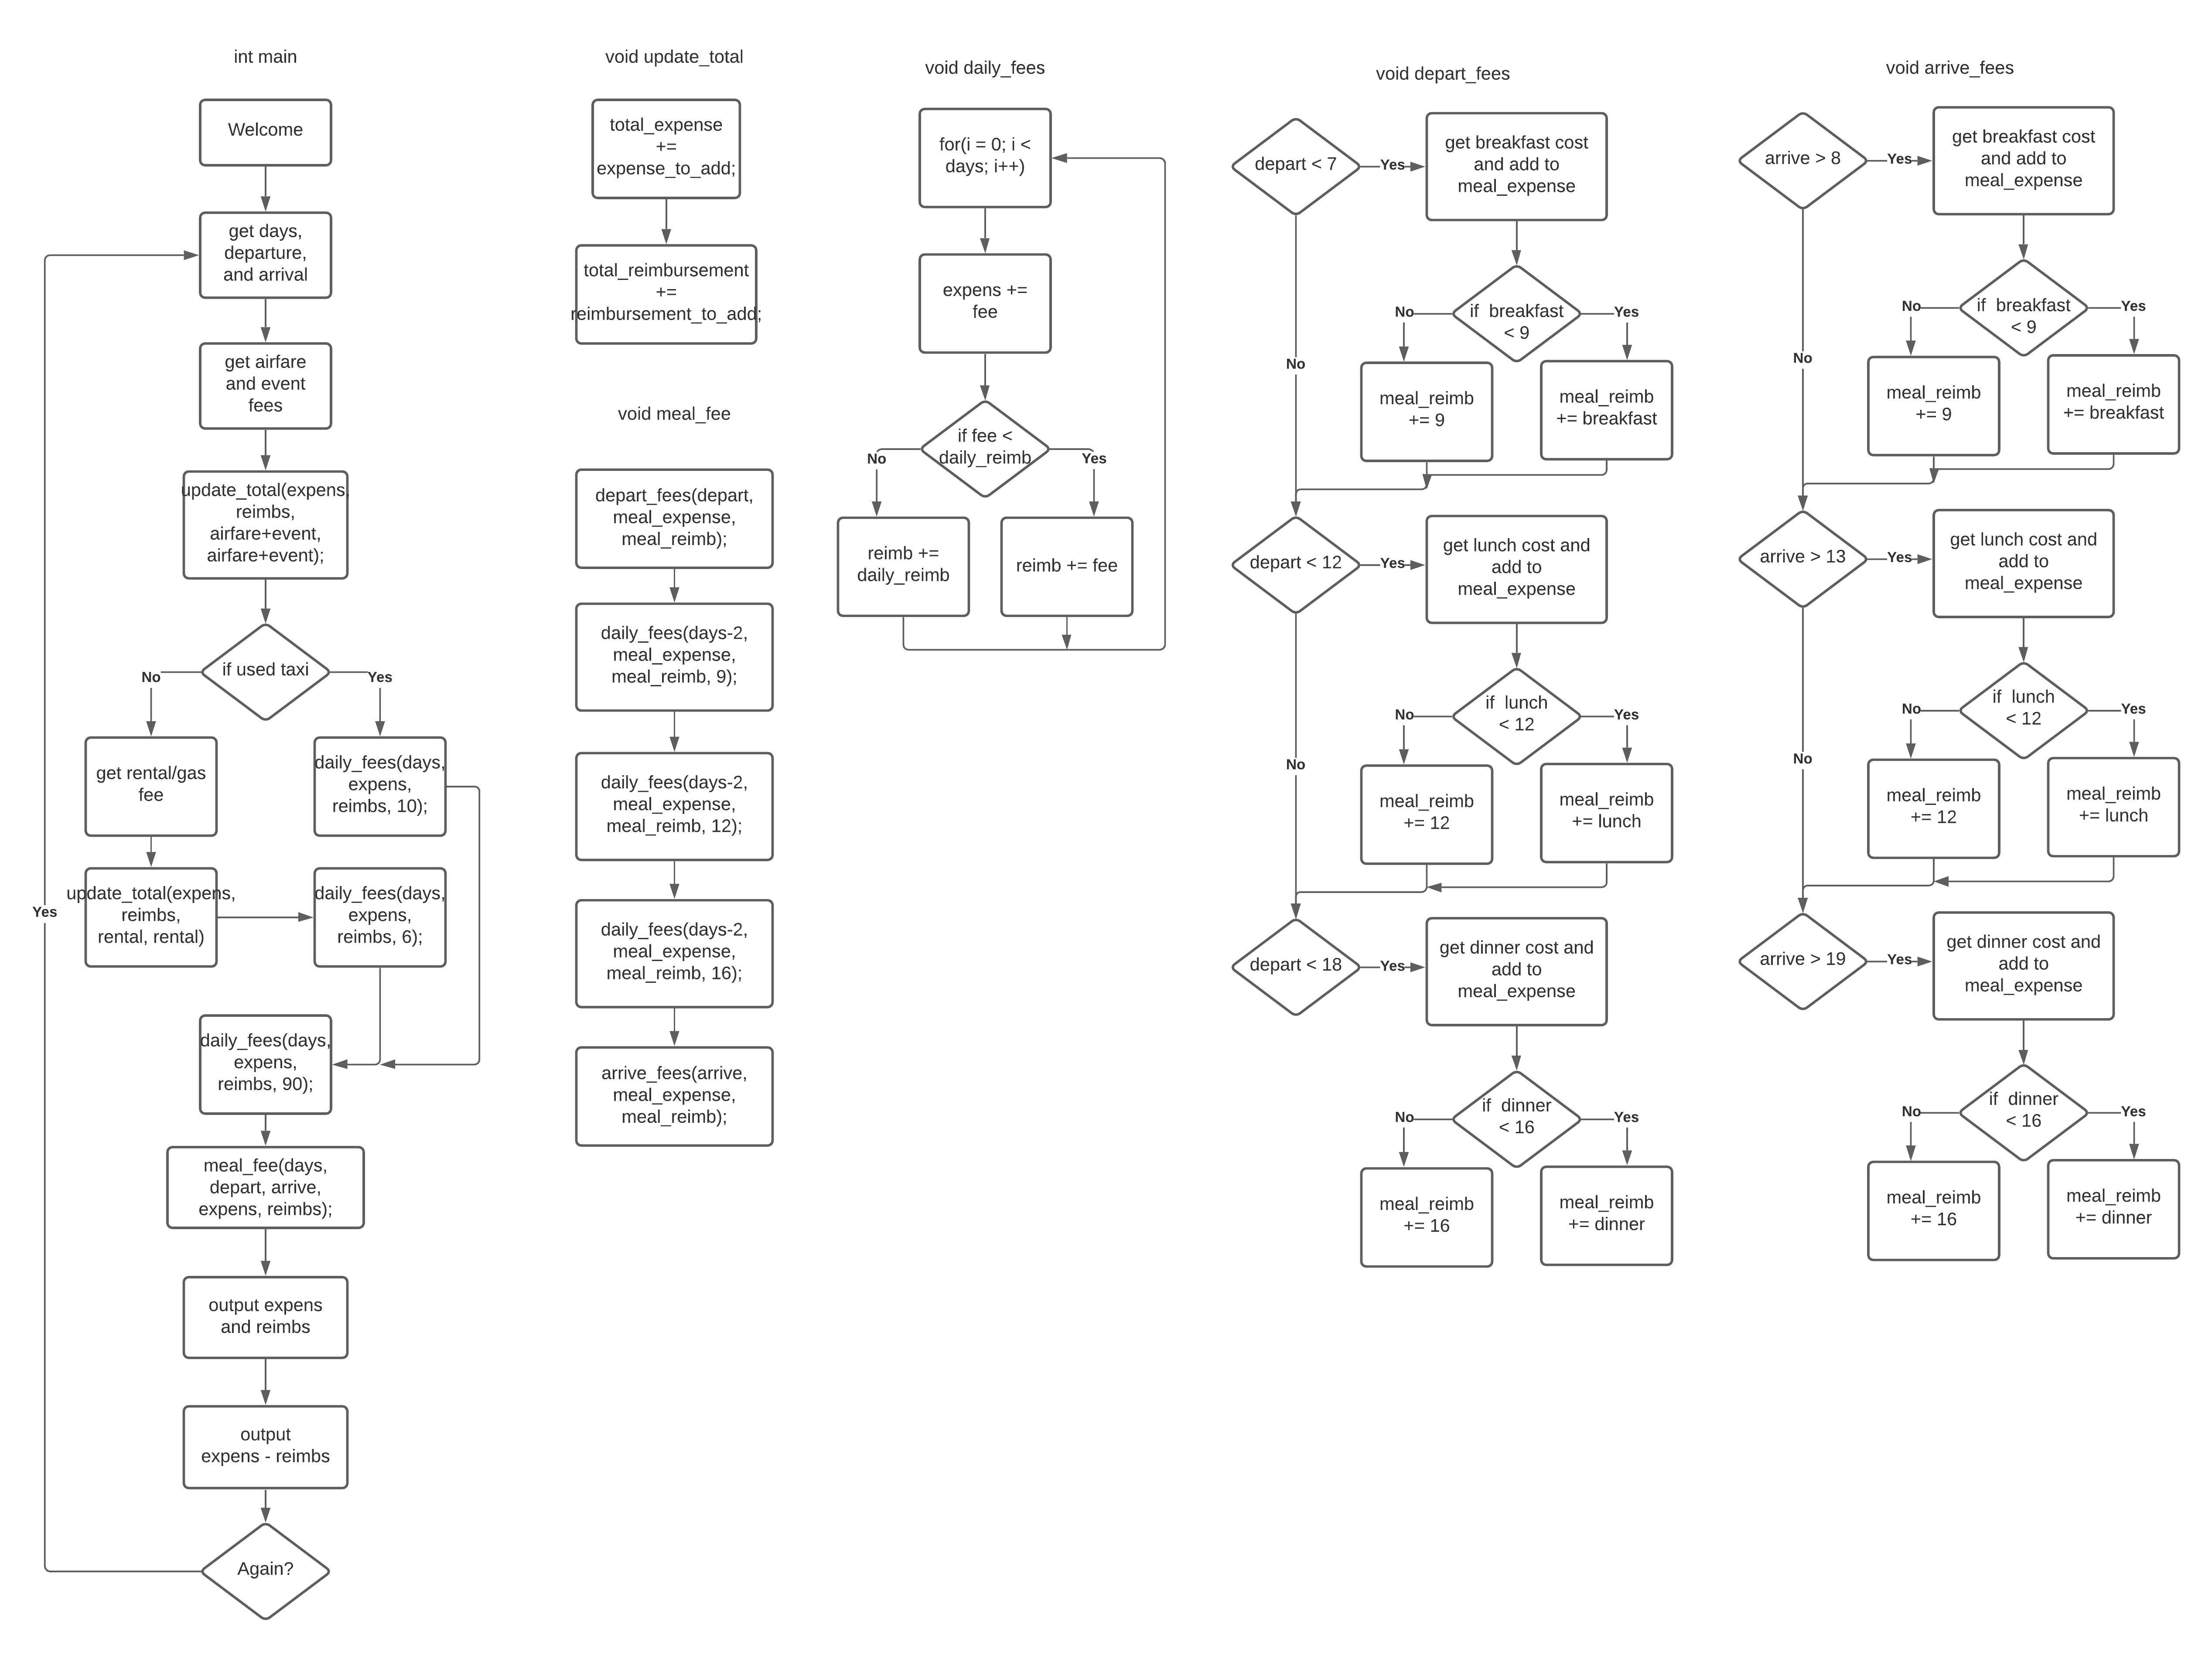 int main
Welcome
get days,
departure,
and arrival
get airfare
and event
fees
update_total(expens,
reimbs,
airfare+event,
airfare+event);
if used taxi
No
Yes
get rental/gas
fee
daily_fees(days,
expens,
reimbs, 10);
update_total(expens,
reimbs,
rental, rental)
daily_fees(days,
expens,
reimbs, 6);
Yes
daily_fees(days,
expens,
reimbs, 90);
meal_fee(days,
depart, arrive,
expens, reimbs);
output expens
and reimbs
output
expens - reimbs
Again?
void update_total
total_expense
+=
expense_to_add;
total_reimbursement
+=
reimbursement_to_add;
void meal_fee
depart_fees(depart,
meal_expense,
meal_reimb);
daily_fees(days-2,
meal_expense,
meal_reimb, 9);
daily_fees(days-2,
meal_expense,
meal_reimb, 12);
daily_fees(days-2,
meal_expense,
meal_reimb, 16);
arrive_fees(arrive,
meal_expense,
meal_reimb);
void daily_fees
for(i = 0; i <
days; i++)
expens +=
fee
if fee <
daily_reimb
No
Yes
reimb +=
daily_reimb
reimb += fee
void depart_fees
depart < 7
Yes
get breakfast cost
and add to
meal_expense
if  breakfast
< 9
No
Yes
No
meal_reimb
+= 9
meal_reimb
+= breakfast
depart < 12
Yes
get lunch cost and
add to
meal_expense
if  lunch
< 12
No
Yes
No
meal_reimb
+= 12
meal_reimb
+= lunch
depart < 18
Yes
get dinner cost and
add to
meal_expense
if  dinner
< 16
No
Yes
meal_reimb
+= 16
meal_reimb
+= dinner
void arrive_fees
arrive > 8
Yes
get breakfast cost
and add to
meal_expense
if  breakfast
< 9
No
Yes
No
meal_reimb
+= 9
meal_reimb
+= breakfast
arrive > 13
Yes
get lunch cost and
add to
meal_expense
if  lunch
< 12
No
Yes
No
meal_reimb
+= 12
meal_reimb
+= lunch
arrive > 19
Yes
get dinner cost and
add to
meal_expense
if  dinner
< 16
No
Yes
meal_reimb
+= 16
meal_reimb
+= dinner